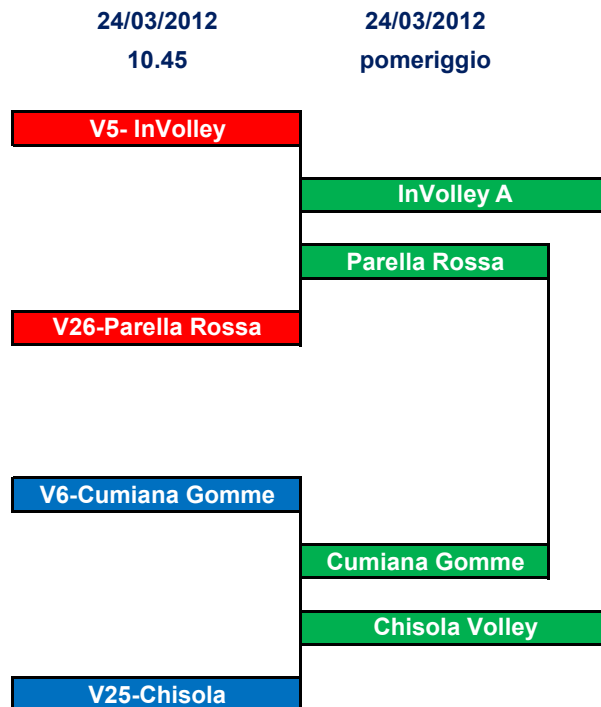 24/03/2012 24/03/2012
10.45 pomeriggio
V5- InVolley
InVolley A
Parella Rossa
V26-Parella Rossa
V6-Cumiana Gomme
Cumiana Gomme
Chisola Volley
V25-Chisola